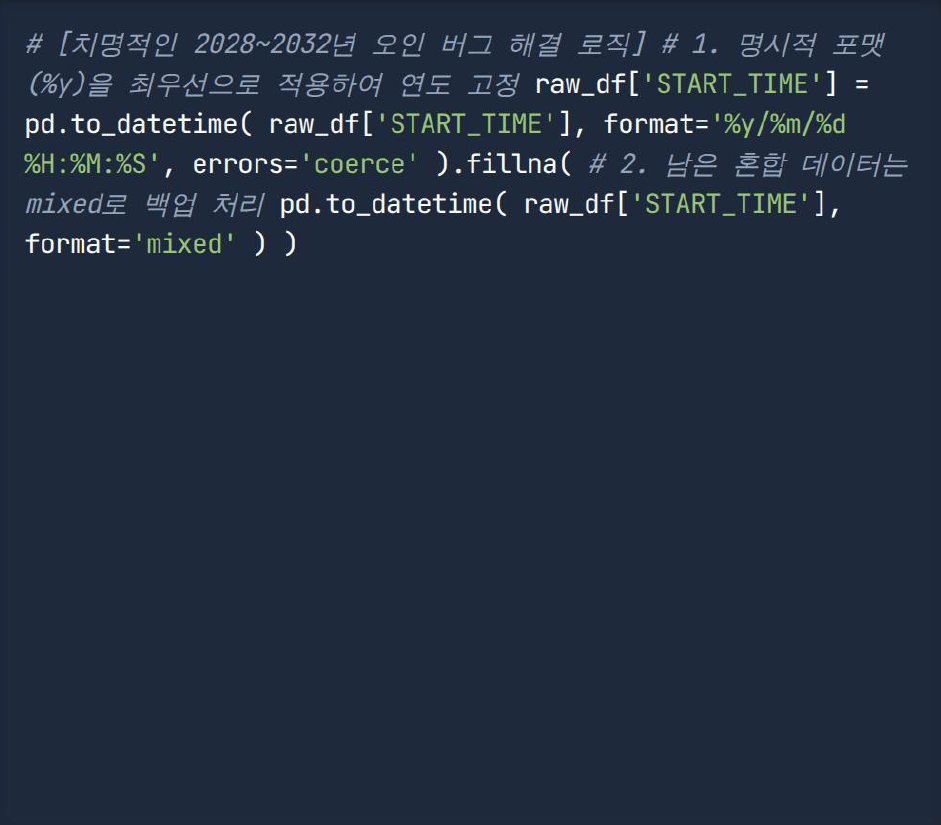 # [치명적인 2028~2032년 오인 버그 해결 로직] # 1. 명시적 포맷
(%y)을 최우선으로 적용하여 연도 고정 raw_df['START_TIME'] =
pd.to_datetime( raw_df['START_TIME'], format='%y/%m/%d
%H:%M:%S', errors='coerce' ).fillna( # 2. 남은 혼합 데이터는
mixed로 백업 처리 pd.to_datetime( raw_df['START_TIME'],
format='mixed' ) )